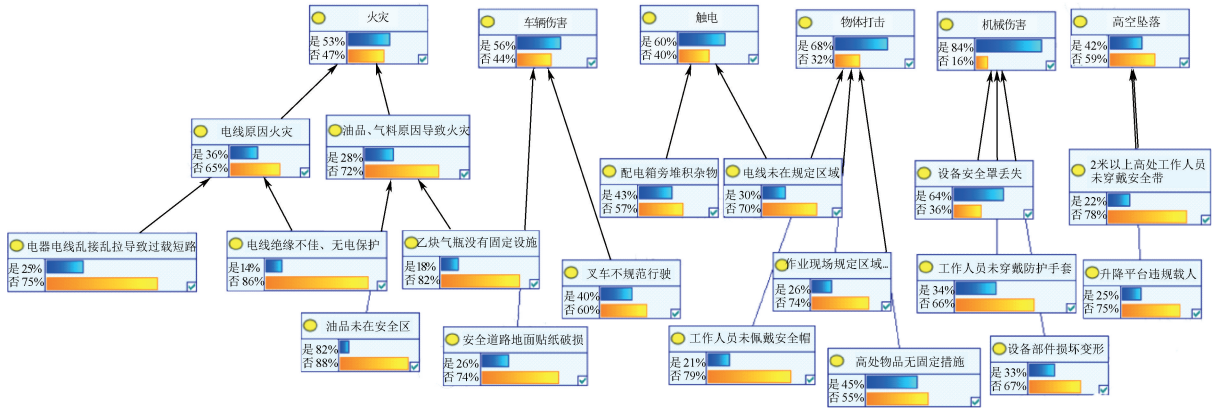 火灾
是 53%
否 47%
车辆伤害
是 56%
否 44%
触电
是 60%
否 40%
物体打击
是 68%
否 32%
机械伤害
是 84%
否 16%
高空坠落
是 42%
否 59%
电线原因火灾
是 36%
否 65%
油品、气料原因导致火灾
是 28%
否 72%
配电箱旁堆积杂物
是 43%
否 57%
电线未在规定区域
是 30%
否 70%
设备安全罩丢失
是 64%
否 36%
2米以上高处工作人员
未穿戴安全带
是 22%
否 78%
电器电线乱接乱拉导致过载短路
是 25%
否 75%
电线绝缘不佳、无电保护
是 14%
否 86%
乙炔气瓶没有固定设施
是 18%
否 82%
叉车不规范行驶
是 40%
否 60%
作业现场规定区域...
是 26%
否 74%
工作人员未穿戴防护手套
是 34%
否 66%
升降平台违规载人
是 25%
否 75%
油品未在安全区
是 82%
否 88%
安全道路地面贴纸破损
是 26%
否 74%
工作人员未佩戴安全帽
是 21%
否 79%
高处物品无固定措施
是 45%
否 55%
设备部件损坏变形
是 33%
否 67%